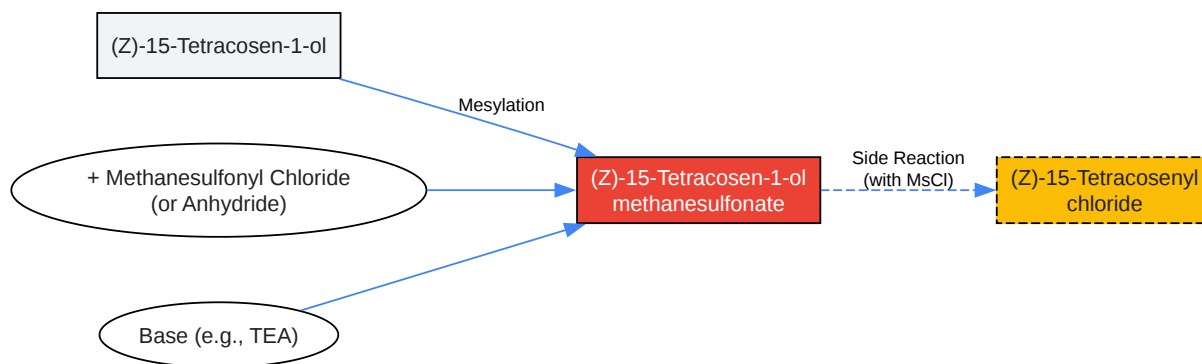 (Z)-15-Tetracosen-1-ol
Mesylation
+ Methanesulfonyl Chloride
(or Anhydride)
(Z)-15-Tetracosen-1-ol
methanesulfonate
Side Reaction
(with MsCl)
(Z)-15-Tetracosenyl
chloride
Base (e.g., TEA)